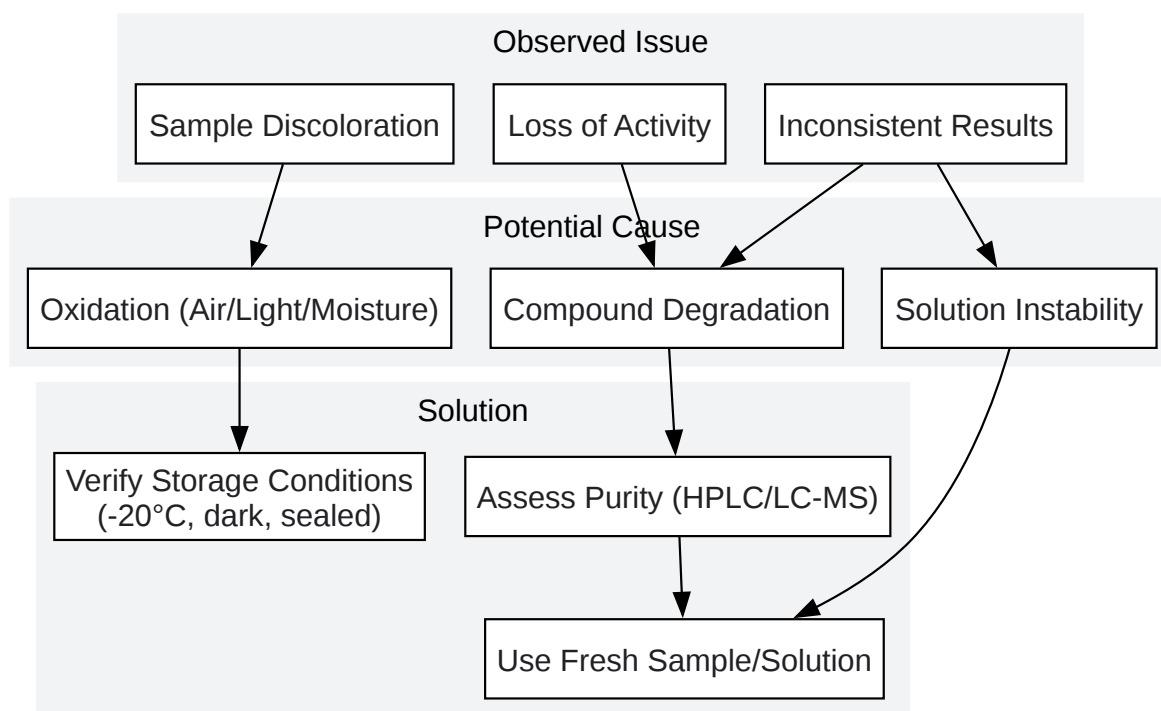 Observed Issue
Sample Discoloration
Loss of Activity
Inconsistent Results
Potential Cause
Oxidation (Air/Light/Moisture)
Compound Degradation
Solution Instability
Solution
Verify Storage Conditions
(-20°C, dark, sealed)
Assess Purity (HPLC/LC-MS)
Use Fresh Sample/Solution